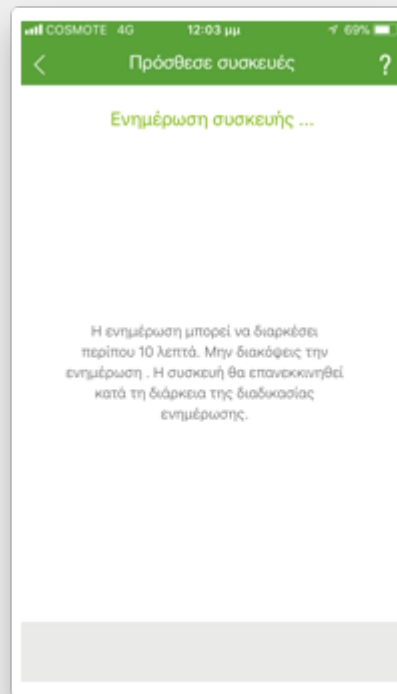 COSMOTE 4G 12:03 μμ 69%
Πρόσθεσε συσκευές ?
Ενημέρωση συσκευής ...
Η ενημέρωση μπορεί να διαρκέσει
περίπου 10 λεπτά. Μην διακόψεις την
ενημέρωση . Η συσκευή θα επανεκκινηθεί
κατά τη διάρκεια της διαδικασίας
ενημέρωσης.